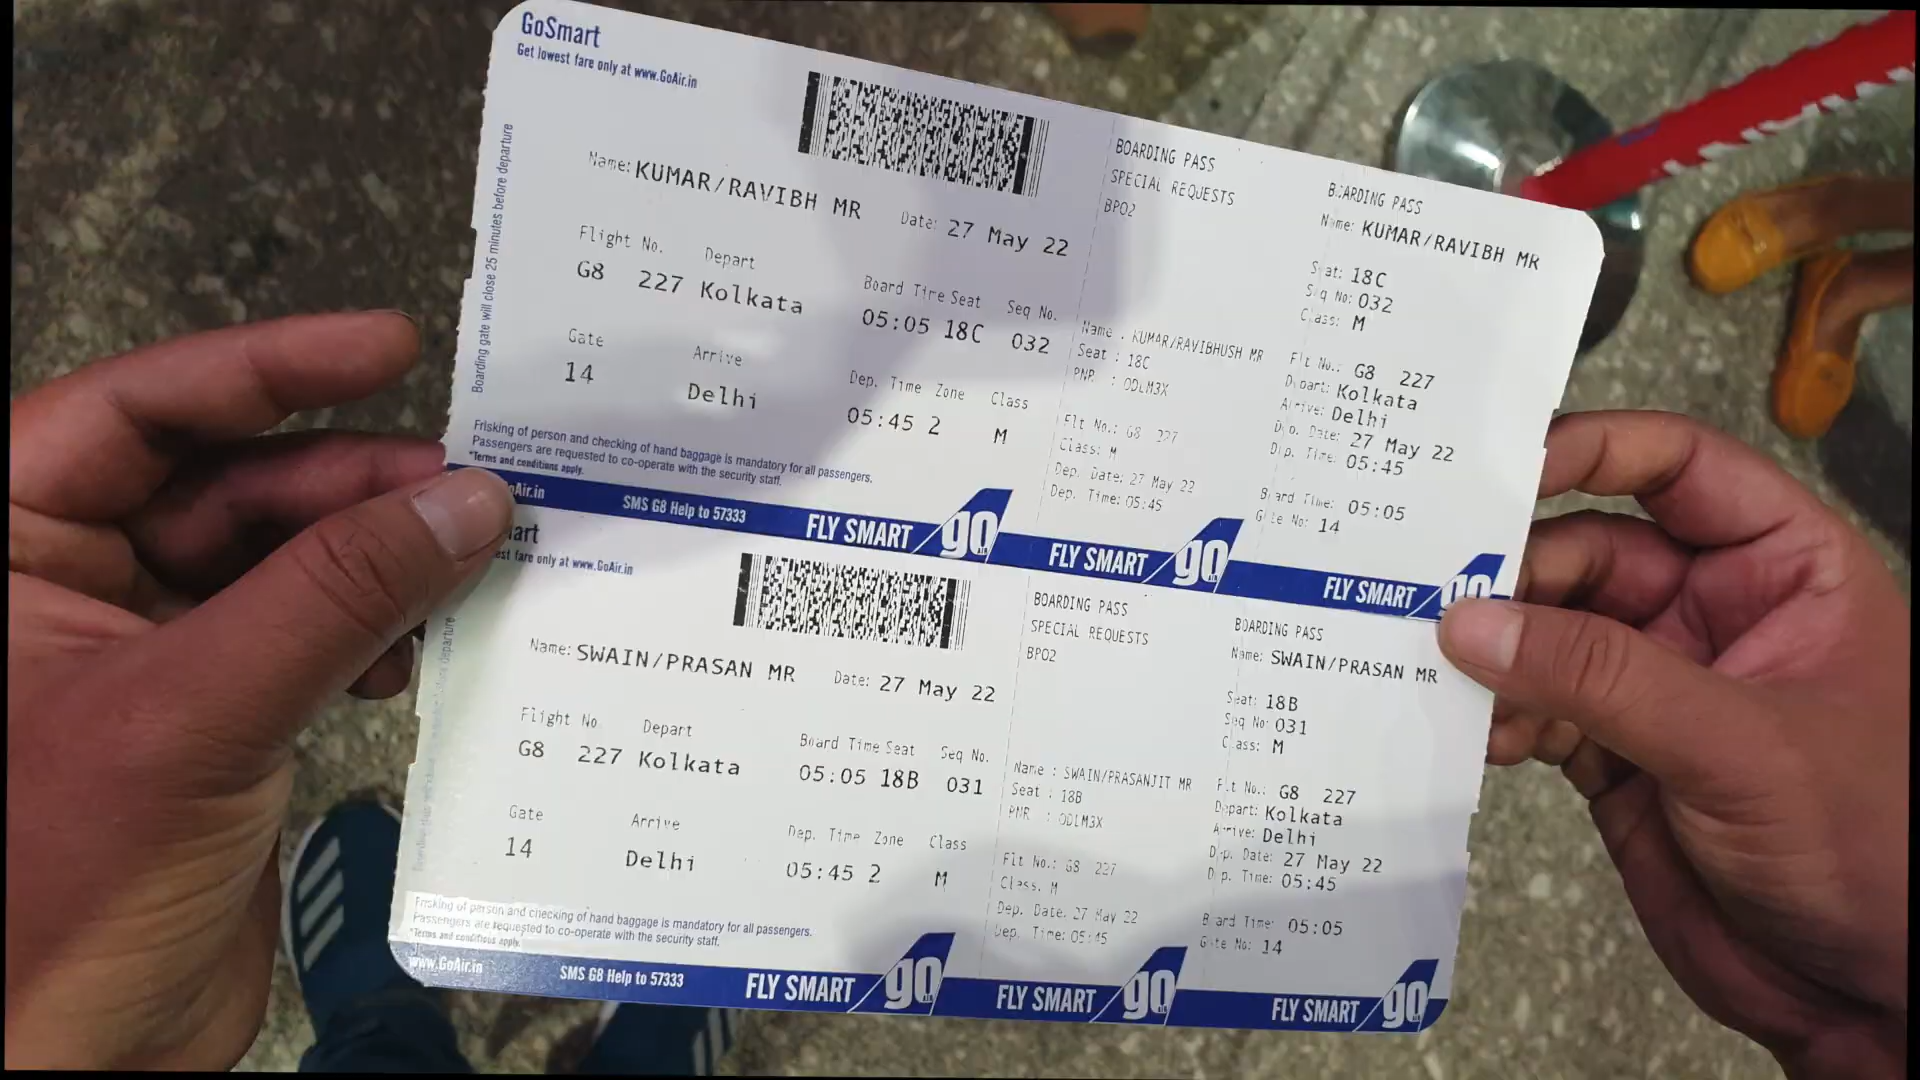 GoSmart
Get lowest fare only at www.GoAir.in
Boarding gate will close 25 minutes before departure
Name: KUMAR/RAVIBH MR Date: 27 May 22
Flight No. Depart Board Time Seat Seq No.
G8 227 Kolkata 05:05 18C 032
Gate Arrive Dep. Time Zone Class
14 Delhi 05:45 2 M
Frisking of person and checking of hand baggage is mandatory for all passengers.
Passengers are requested to co-operate with the security staff.
*Terms and conditions apply.
BOARDING PASS
SPECIAL REQUESTS
BPO2
Name : KUMAR/RAVIBHUSH MR
Seat : 18C
PNR : ODLM3X
Flt No.: G8 227
Class: M
Dep. Date: 27 May 22
Dep. Time: 05:45
BOARDING PASS
Name: KUMAR/RAVIBH MR
Seat: 18C
Seq No: 032
Class: M
Flt No.: G8 227
Depart: Kolkata
Arrive: Delhi
Dep. Date: 27 May 22
Dep. Time: 05:45
Board Time: 05:05
Gate No: 14
oAir.in SMS G8 Help to 57333 FLY SMART go AIR FLY SMART go AIR FLY SMART go
art
est fare only at www.GoAir.in
departure
Name: SWAIN/PRASAN MR Date: 27 May 22
Flight No Depart Board Time Seat Seq No.
G8 227 Kolkata 05:05 18B 031
Gate Arrive Dep. Time Zone Class
14 Delhi 05:45 2 M
Frisking of person and checking of hand baggage is mandatory for all passengers.
Passengers are requested to co-operate with the security staff.
*Terms and conditions apply.
BOARDING PASS
SPECIAL REQUESTS
BPO2
Name : SWAIN/PRASANJIT MR
Seat : 18B
PNR : ODLM3X
Flt No.: G8 227
Class. M
Dep. Date. 27 May 22
Dep. Time: 05:45
BOARDING PASS
Name: SWAIN/PRASAN MR
Seat: 18B
Seq No: 031
Class: M
Flt No.: G8 227
Depart: Kolkata
Arrive: Delhi
Dep. Date: 27 May 22
Dep. Time: 05:45
Board Time: 05:05
Gate No: 14
www.GoAir.in SMS G8 Help to 57333 FLY SMART go AIR FLY SMART go AIR FLY SMART go AIR